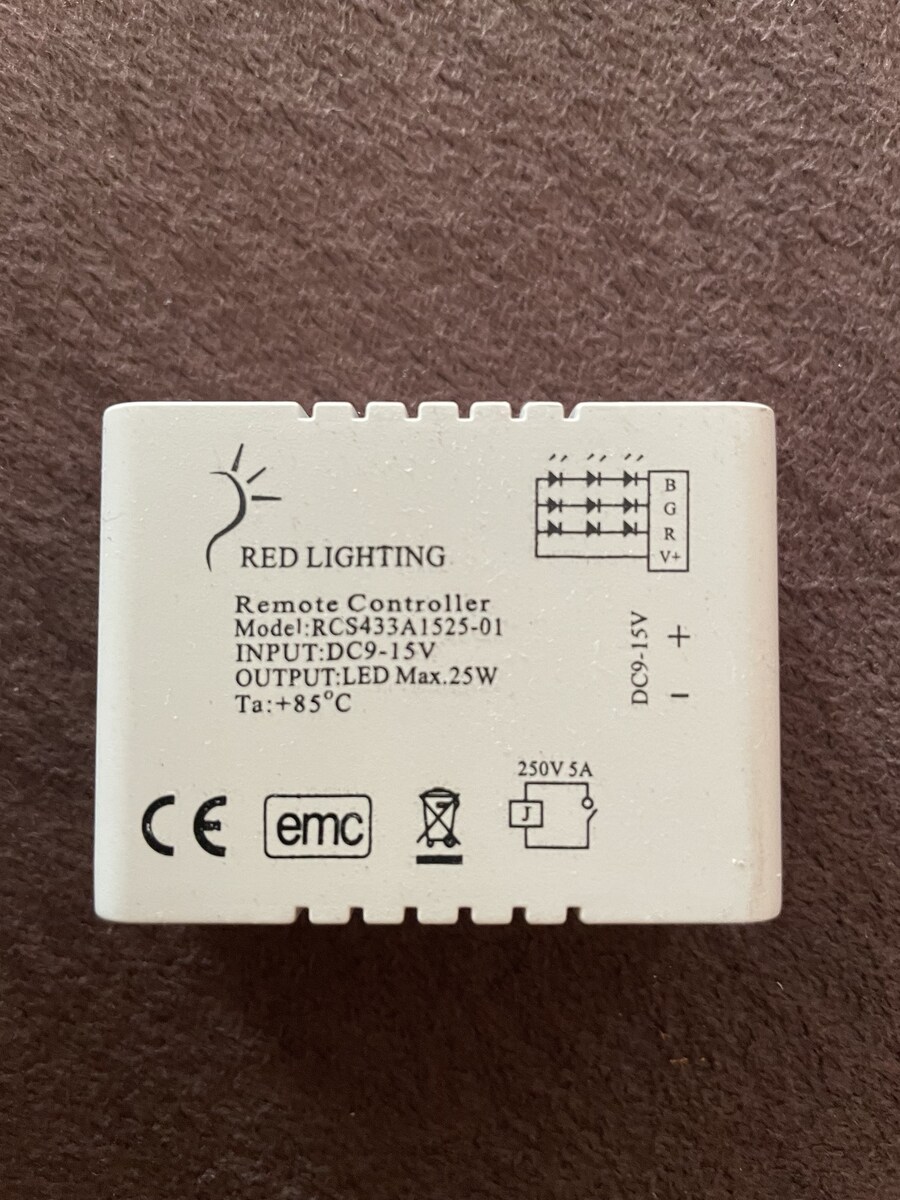 RED LIGHTING
Remote Controller
Model:RCS433A1525-01
INPUT:DC9-15V
OUTPUT:LED Max.25W
Ta:+85°C
B
G
R
V+
DC9-15V
+
-
CE
emc
250V 5A
J